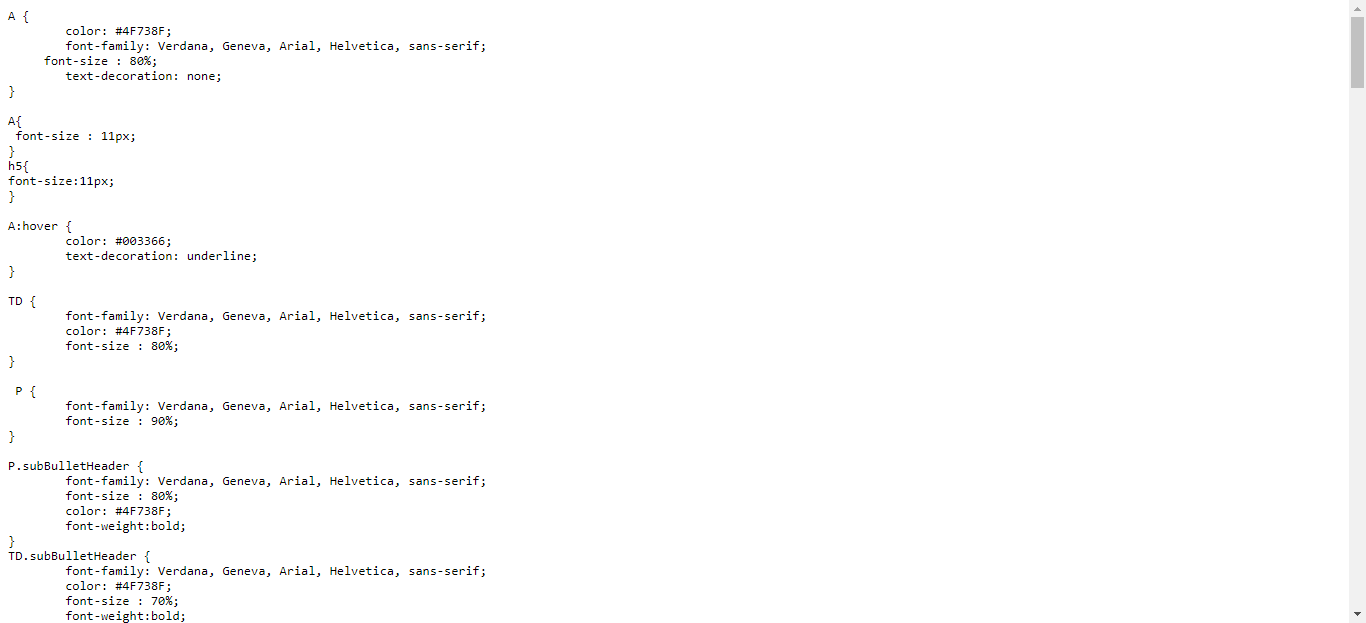 A {
        color: #4F738F;
        font-family: Verdana, Geneva, Arial, Helvetica, sans-serif;
     font-size : 80%;
        text-decoration: none;
}

A{
 font-size : 11px;
}
h5{
font-size:11px;
}

A:hover {
        color: #003366;
        text-decoration: underline;
}

TD {
        font-family: Verdana, Geneva, Arial, Helvetica, sans-serif;
        color: #4F738F;
        font-size : 80%;
}

 P {
        font-family: Verdana, Geneva, Arial, Helvetica, sans-serif;
        font-size : 90%;
}

P.subBulletHeader {
        font-family: Verdana, Geneva, Arial, Helvetica, sans-serif;
        font-size : 80%;
        color: #4F738F;
        font-weight:bold;
}
TD.subBulletHeader {
        font-family: Verdana, Geneva, Arial, Helvetica, sans-serif;
        color: #4F738F;
        font-size : 70%;
        font-weight:bold;